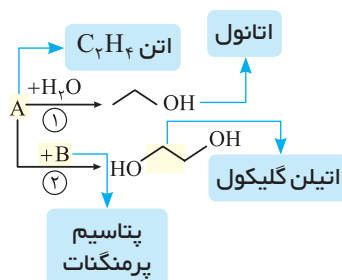 اتن C₂H₄
اتانول
A
+H₂O
①
OH
+B
②
HO
OH
اتیلن گلیکول
پتاسیم
پرمنگنات